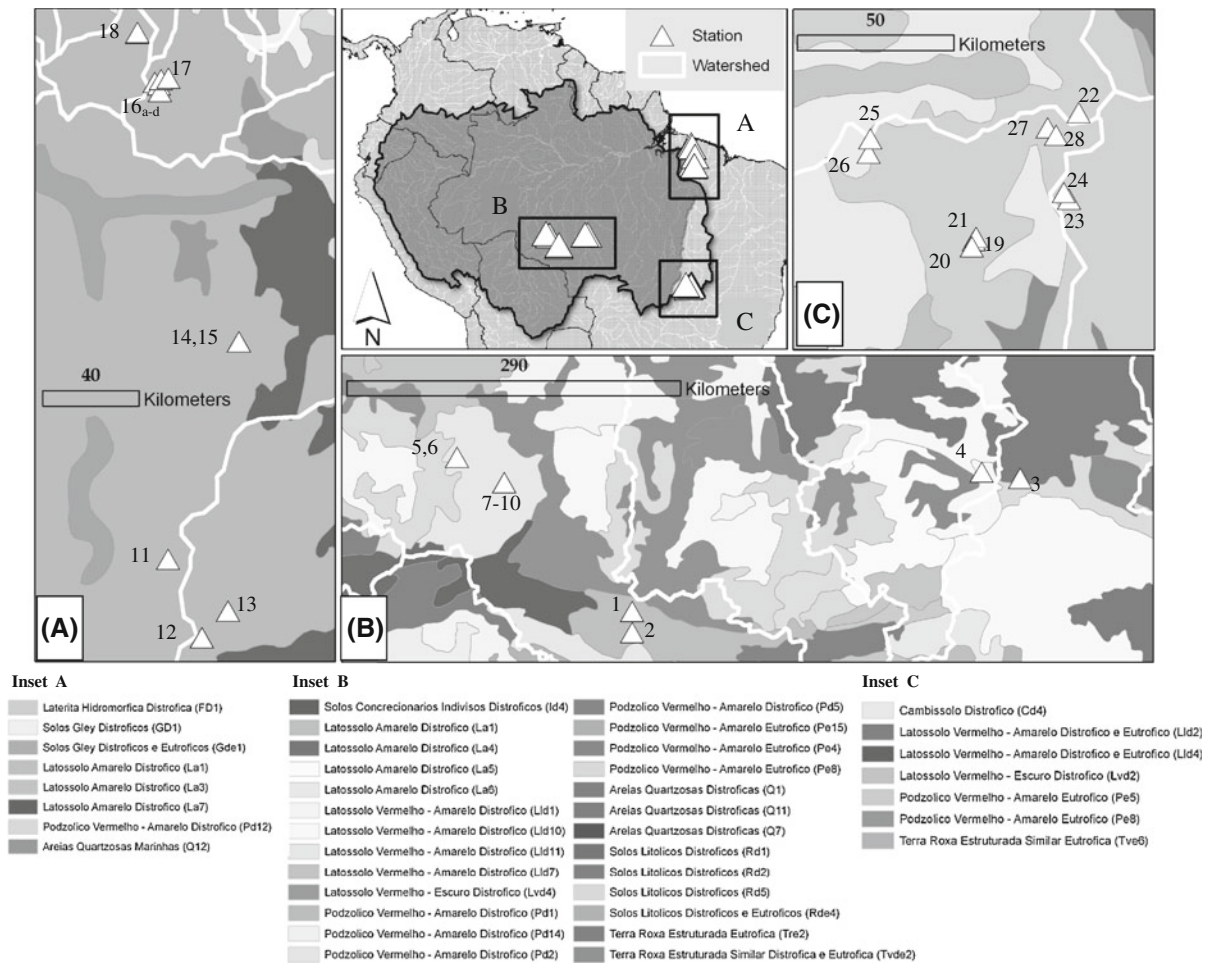 18
17
16a-d
14,15
40
Kilometers
11
13
12
(A)
Station
Watershed
A
B
C
N
50
Kilometers
25
26
22
27
28
24
23
21
19
20
(C)
290
Kilometers
5,6
7-10
4
3
1
2
(B)
Inset A
Laterita Hidromorfica Distrofica (FD1)
Solos Gley Distroficos (GD1)
Solos Gley Distroficos e Eutroficos (Gde1)
Latossolo Amarelo Distrofico (La1)
Latossolo Amarelo Distrofico (La3)
Latossolo Amarelo Distrofico (La7)
Podzolico Vermelho - Amarelo Distrofico (Pd12)
Areias Quartzosas Marinhas (Q12)
Inset B
Solos Concrecionarios Indivisos Distroficos (Id4)
Latossolo Amarelo Distrofico (La1)
Latossolo Amarelo Distrofico (La4)
Latossolo Amarelo Distrofico (La5)
Latossolo Amarelo Distrofico (La6)
Latossolo Vermelho - Amarelo Distrofico (Lld1)
Latossolo Vermelho - Amarelo Distrofico (Lld10)
Latossolo Vermelho - Amarelo Distrofico (Lld11)
Latossolo Vermelho - Amarelo Distrofico (Lld7)
Latossolo Vermelho - Escuro Distrofico (Lvd4)
Podzolico Vermelho - Amarelo Distrofico (Pd1)
Podzolico Vermelho - Amarelo Distrofico (Pd14)
Podzolico Vermelho - Amarelo Distrofico (Pd2)
Podzolico Vermelho - Amarelo Distrofico (Pd5)
Podzolico Vermelho - Amarelo Eutrofico (Pe15)
Podzolico Vermelho - Amarelo Eutrofico (Pe4)
Podzolico Vermelho - Amarelo Eutrofico (Pe8)
Areias Quartzosas Distroficas (Q1)
Areias Quartzosas Distroficas (Q11)
Areias Quartzosas Distroficas (Q7)
Solos Litolicos Distroficos (Rd1)
Solos Litolicos Distroficos (Rd2)
Solos Litolicos Distroficos (Rd5)
Solos Litolicos Distroficos e Eutroficos (Rde4)
Terra Roxa Estruturada Eutrofica (Tre2)
Terra Roxa Estruturada Similar Distrofica e Eutrofica (Tvde2)
Inset C
Cambissolo Distrofico (Cd4)
Latossolo Vermelho - Amarelo Distrofico e Eutrofico (Lld2)
Latossolo Vermelho - Amarelo Distrofico e Eutrofico (Lld4)
Latossolo Vermelho - Escuro Distrofico (Lvd2)
Podzolico Vermelho - Amarelo Eutrofico (Pe5)
Podzolico Vermelho - Amarelo Eutrofico (Pe8)
Terra Roxa Estruturada Similar Eutrofica (Tve6)